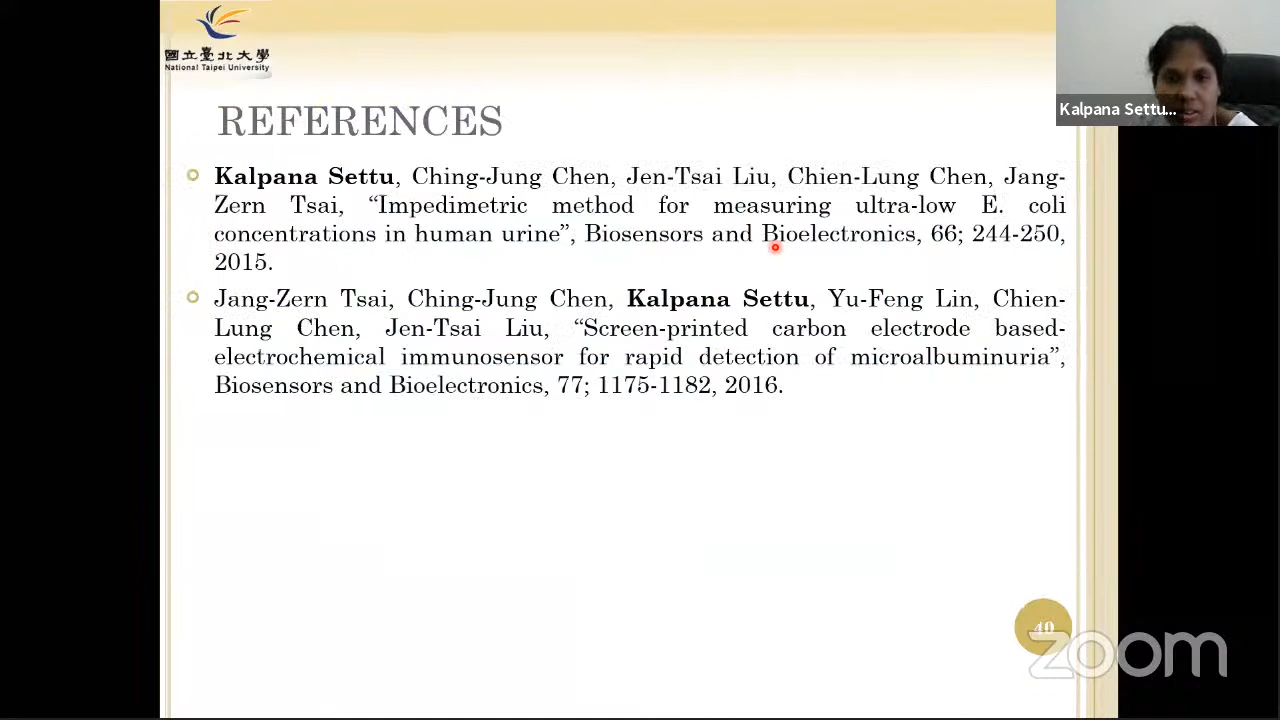 國立臺北大學
National Taipei University
Kalpana Settu...
REFERENCES
Kalpana Settu, Ching-Jung Chen, Jen-Tsai Liu, Chien-Lung Chen, Jang-
Zern Tsai, “Impedimetric method for measuring ultra-low E. coli
concentrations in human urine”, Biosensors and Bioelectronics, 66; 244-250,
2015.
Jang-Zern Tsai, Ching-Jung Chen, Kalpana Settu, Yu-Feng Lin, Chien-
Lung Chen, Jen-Tsai Liu, “Screen-printed carbon electrode based-
electrochemical immunosensor for rapid detection of microalbuminuria”,
Biosensors and Bioelectronics, 77; 1175-1182, 2016.
40
zoom